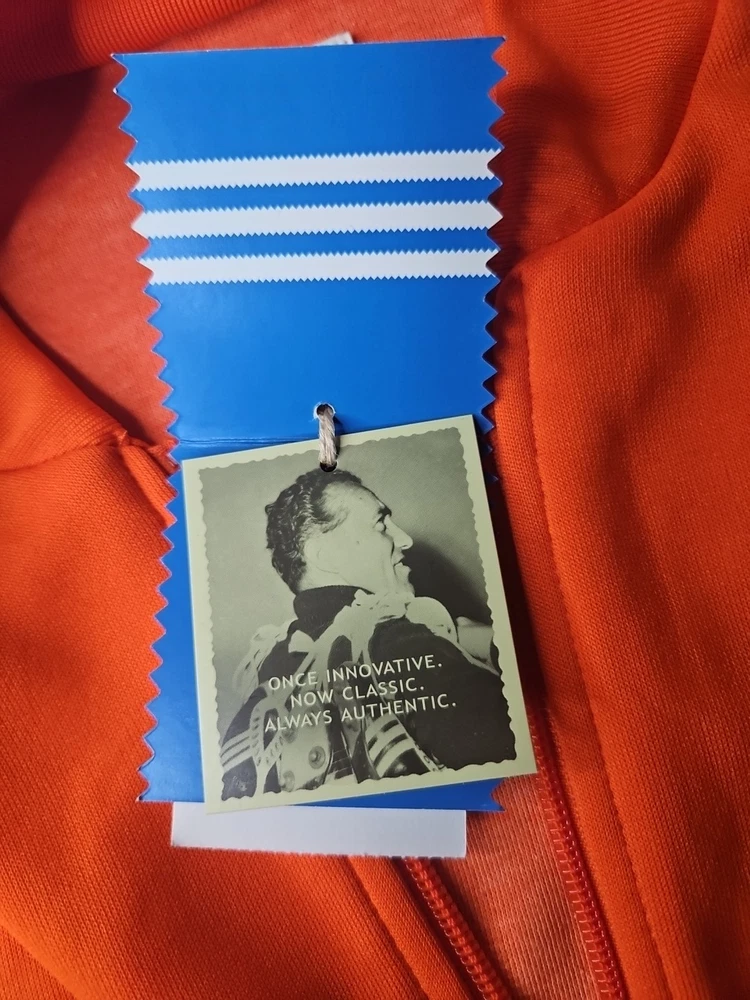 ONCE INNOVATIVE.
NOW CLASSIC.
ALWAYS AUTHENTIC.